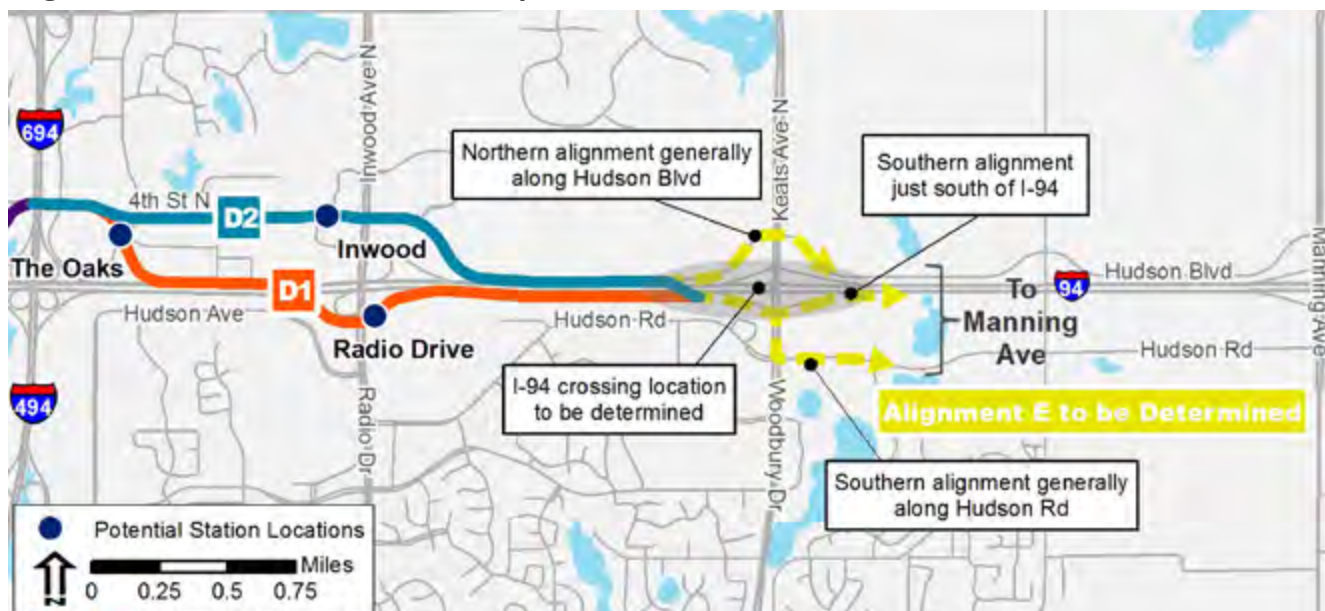 694
Inwood Ave N
Keats Ave N
Northern alignment generally
along Hudson Blvd
Southern alignment
just south of I-94
4th St N
D2
Inwood
The Oaks
D1
Hudson Ave
Radio Drive
Hudson Rd
To
Manning
Ave
94
Hudson Blvd
Manning Ave
Hudson Rd
494
Radio Dr
I-94 crossing location
to be determined
Woodbury Dr
Alignment E to be Determined
Southern alignment generally
along Hudson Rd
Potential Station Locations
N
Miles
0 0.25 0.5 0.75